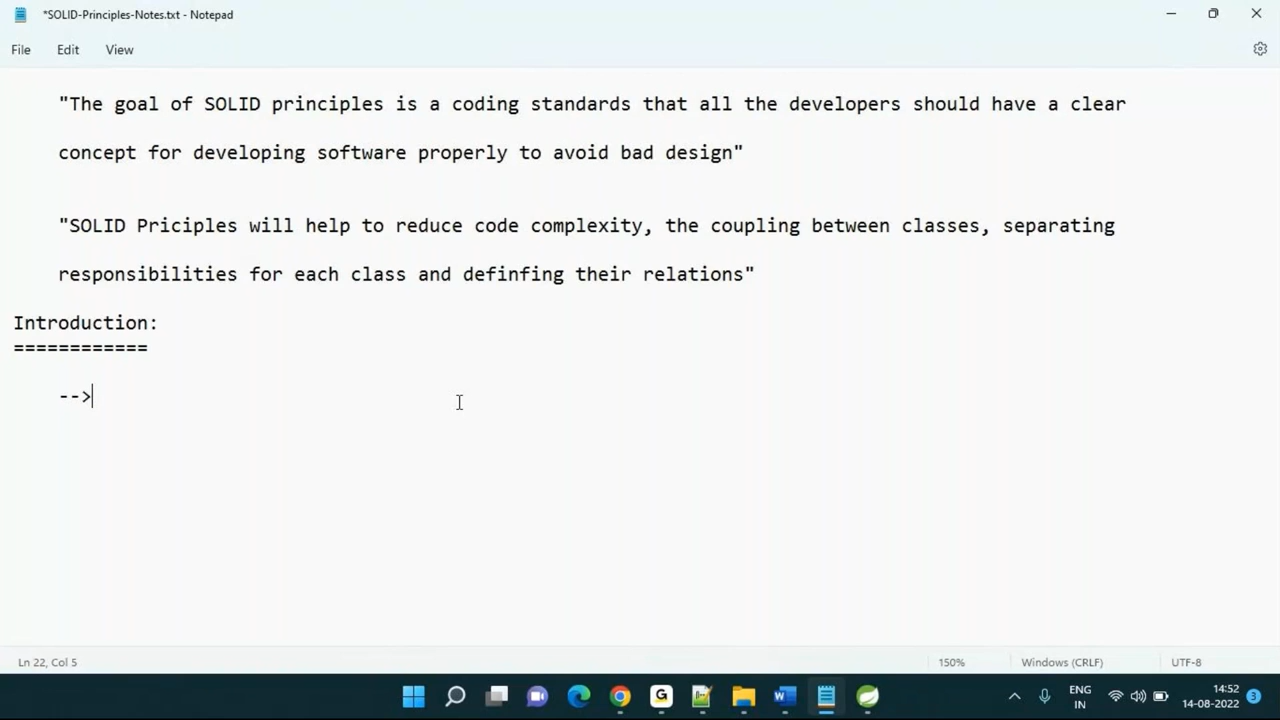 *SOLID-Principles-Notes.txt - Notepad
File Edit View
"The goal of SOLID principles is a coding standards that all the developers should have a clear
concept for developing software properly to avoid bad design"
"SOLID Priciples will help to reduce code complexity, the coupling between classes, separating
responsibilities for each class and definfing their relations"
Introduction:
============
-->
Ln 22, Col 5 150% Windows (CRLF) UTF-8
ENG
IN
14:52
14-08-2022
3